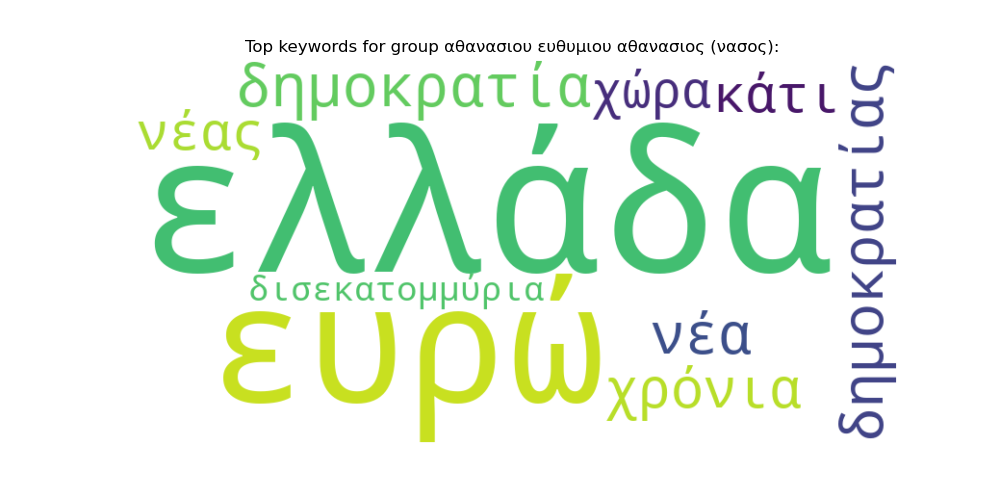 Top keywords for group αθανασιου ευθυμιου αθανασιος (νασος):
δημοκρατία
χώρα
κάτι
νέας
ελλάδα
δημοκρατίας
δισεκατομμύρια
ευρώ
νέα
χρόνια